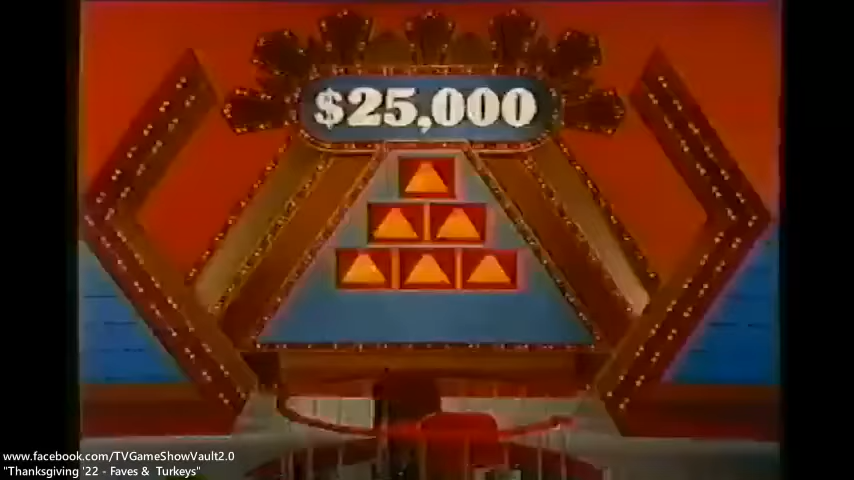 $25,000
www.facebook.com/TVGameShowVault2.0
"Thanksgiving '22 - Faves & Turkeys"